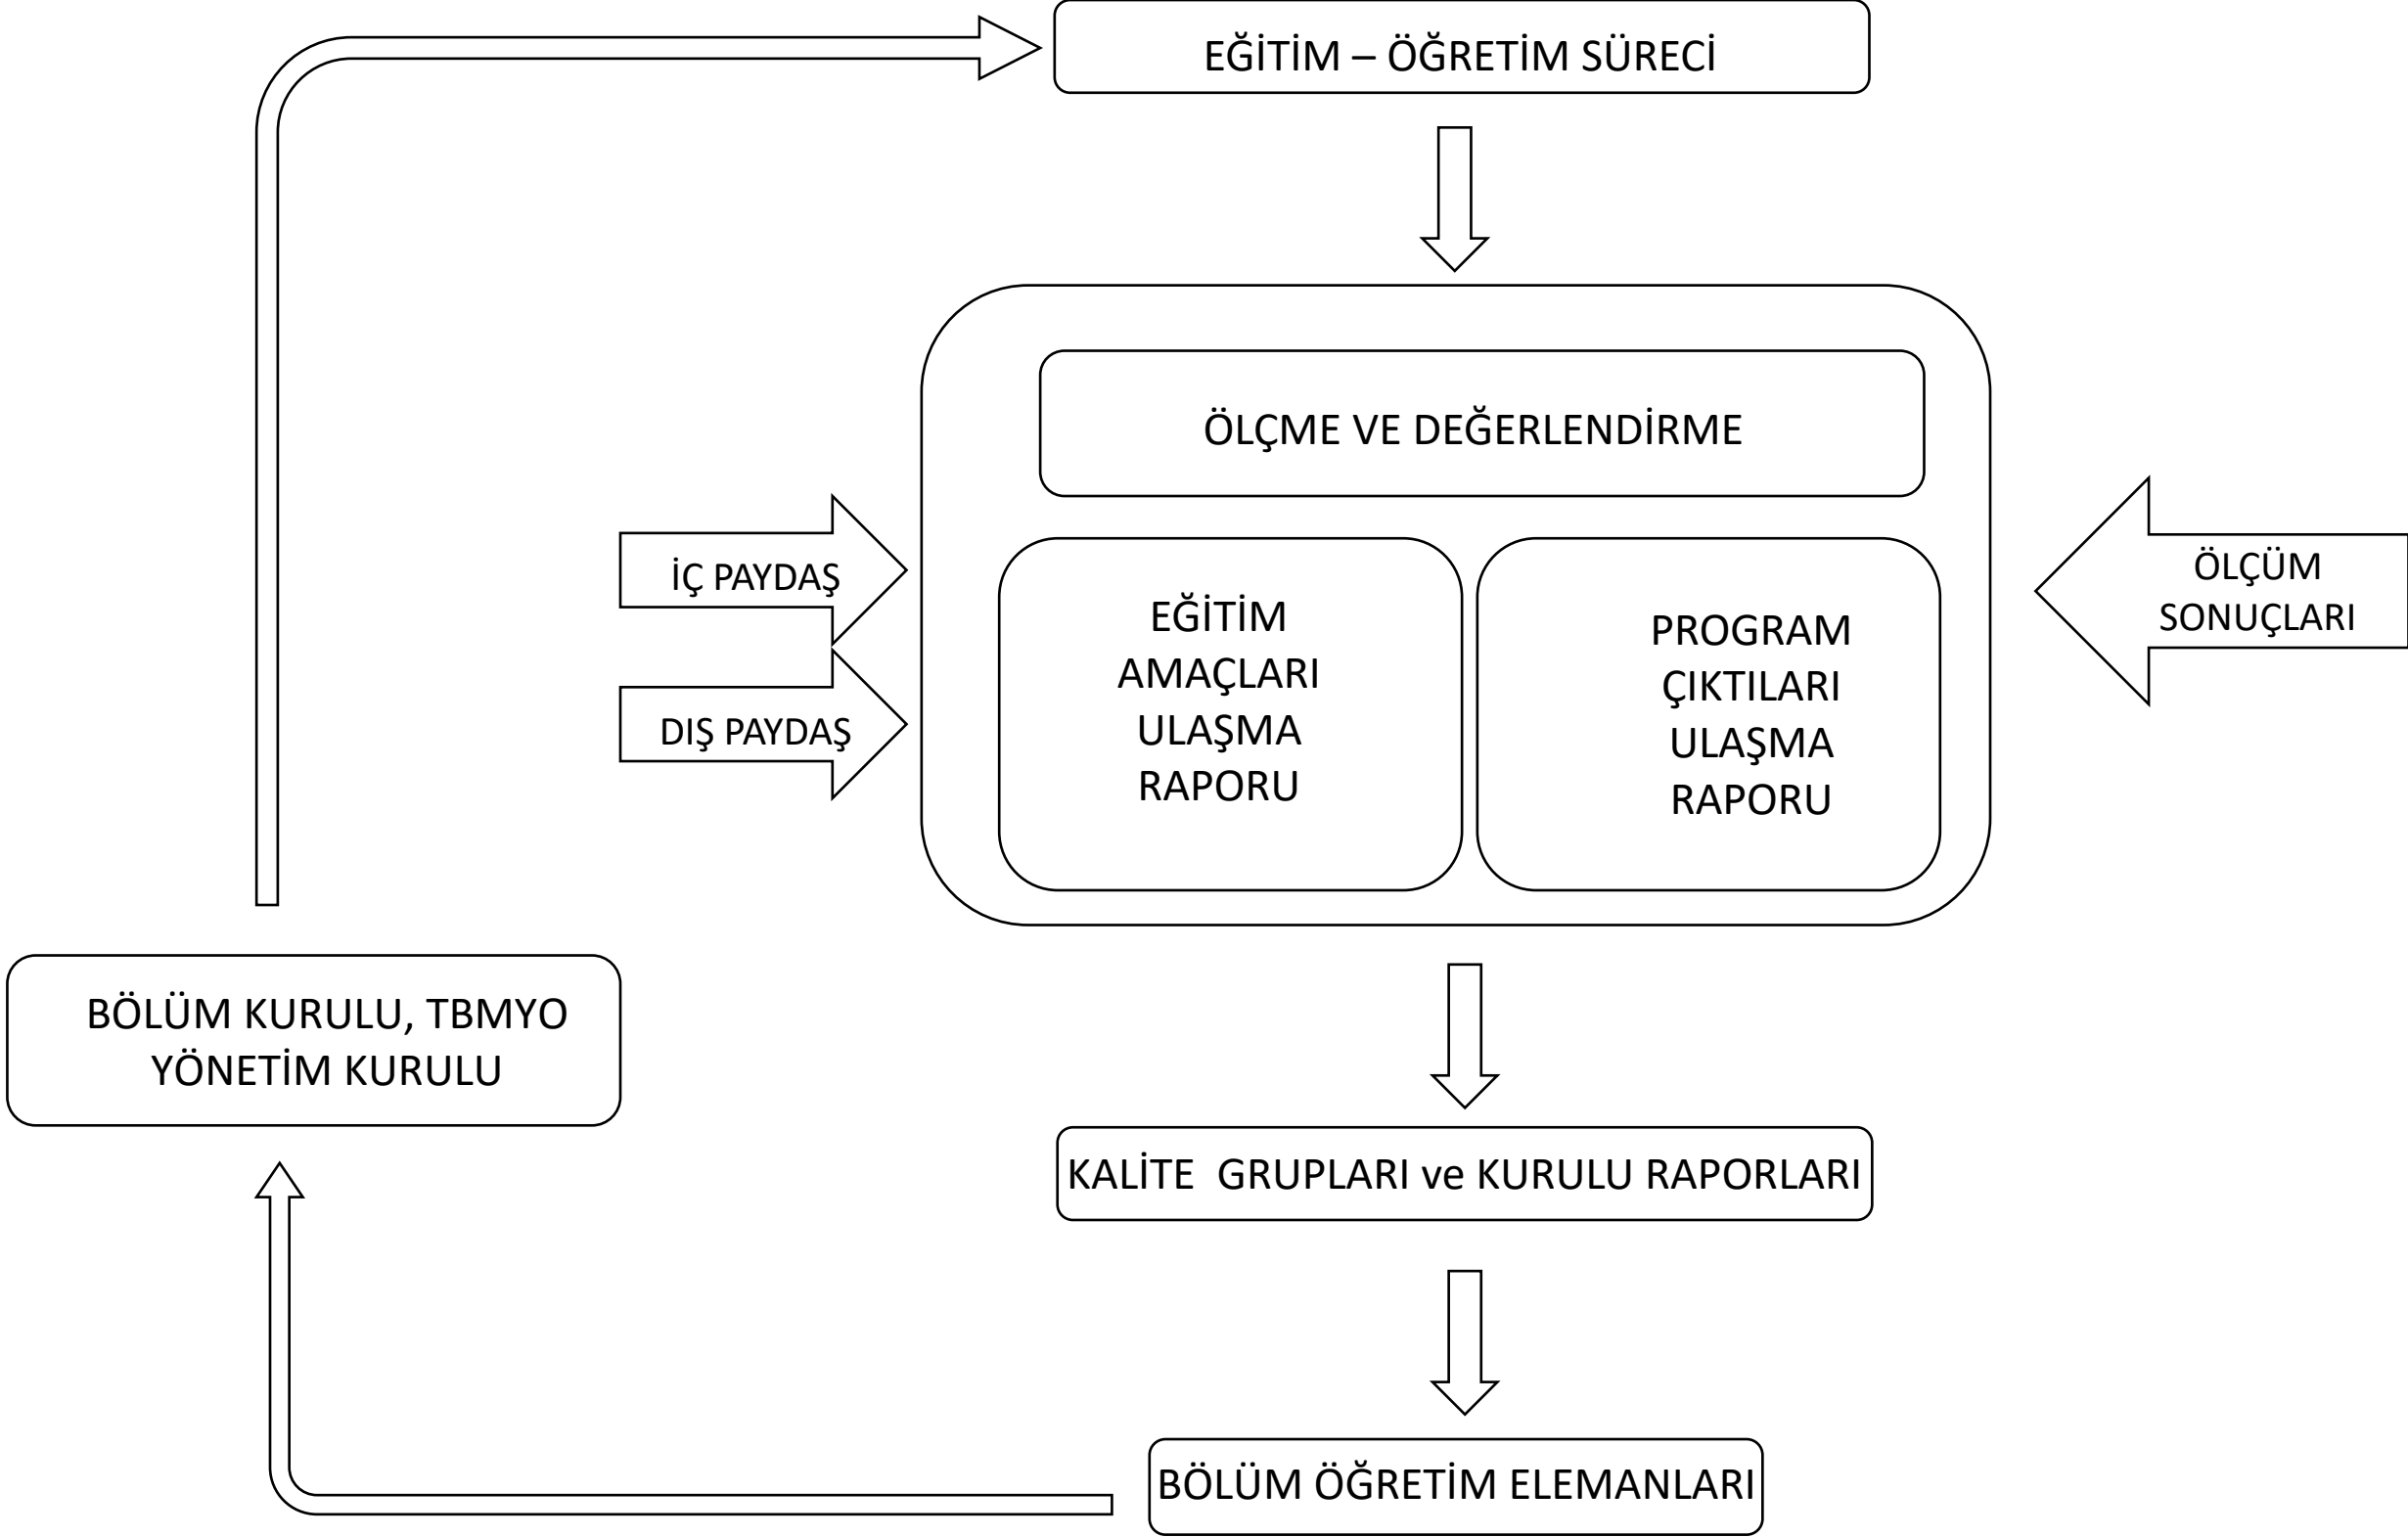 EĞİTİM – ÖĞRETİM SÜRECİ
ÖLÇME VE DEĞERLENDİRME
İÇ PAYDAŞ
DIŞ PAYDAŞ
EĞİTİM
AMAÇLARI
ULAŞMA
RAPORU
PROGRAM
ÇIKTILARI
ULAŞMA
RAPORU
ÖLÇÜM
SONUÇLARI
BÖLÜM KURULU, TBMYO
YÖNETİM KURULU
KALİTE  GRUPLARI ve KURULU RAPORLARI
BÖLÜM ÖĞRETİM ELEMANLARI